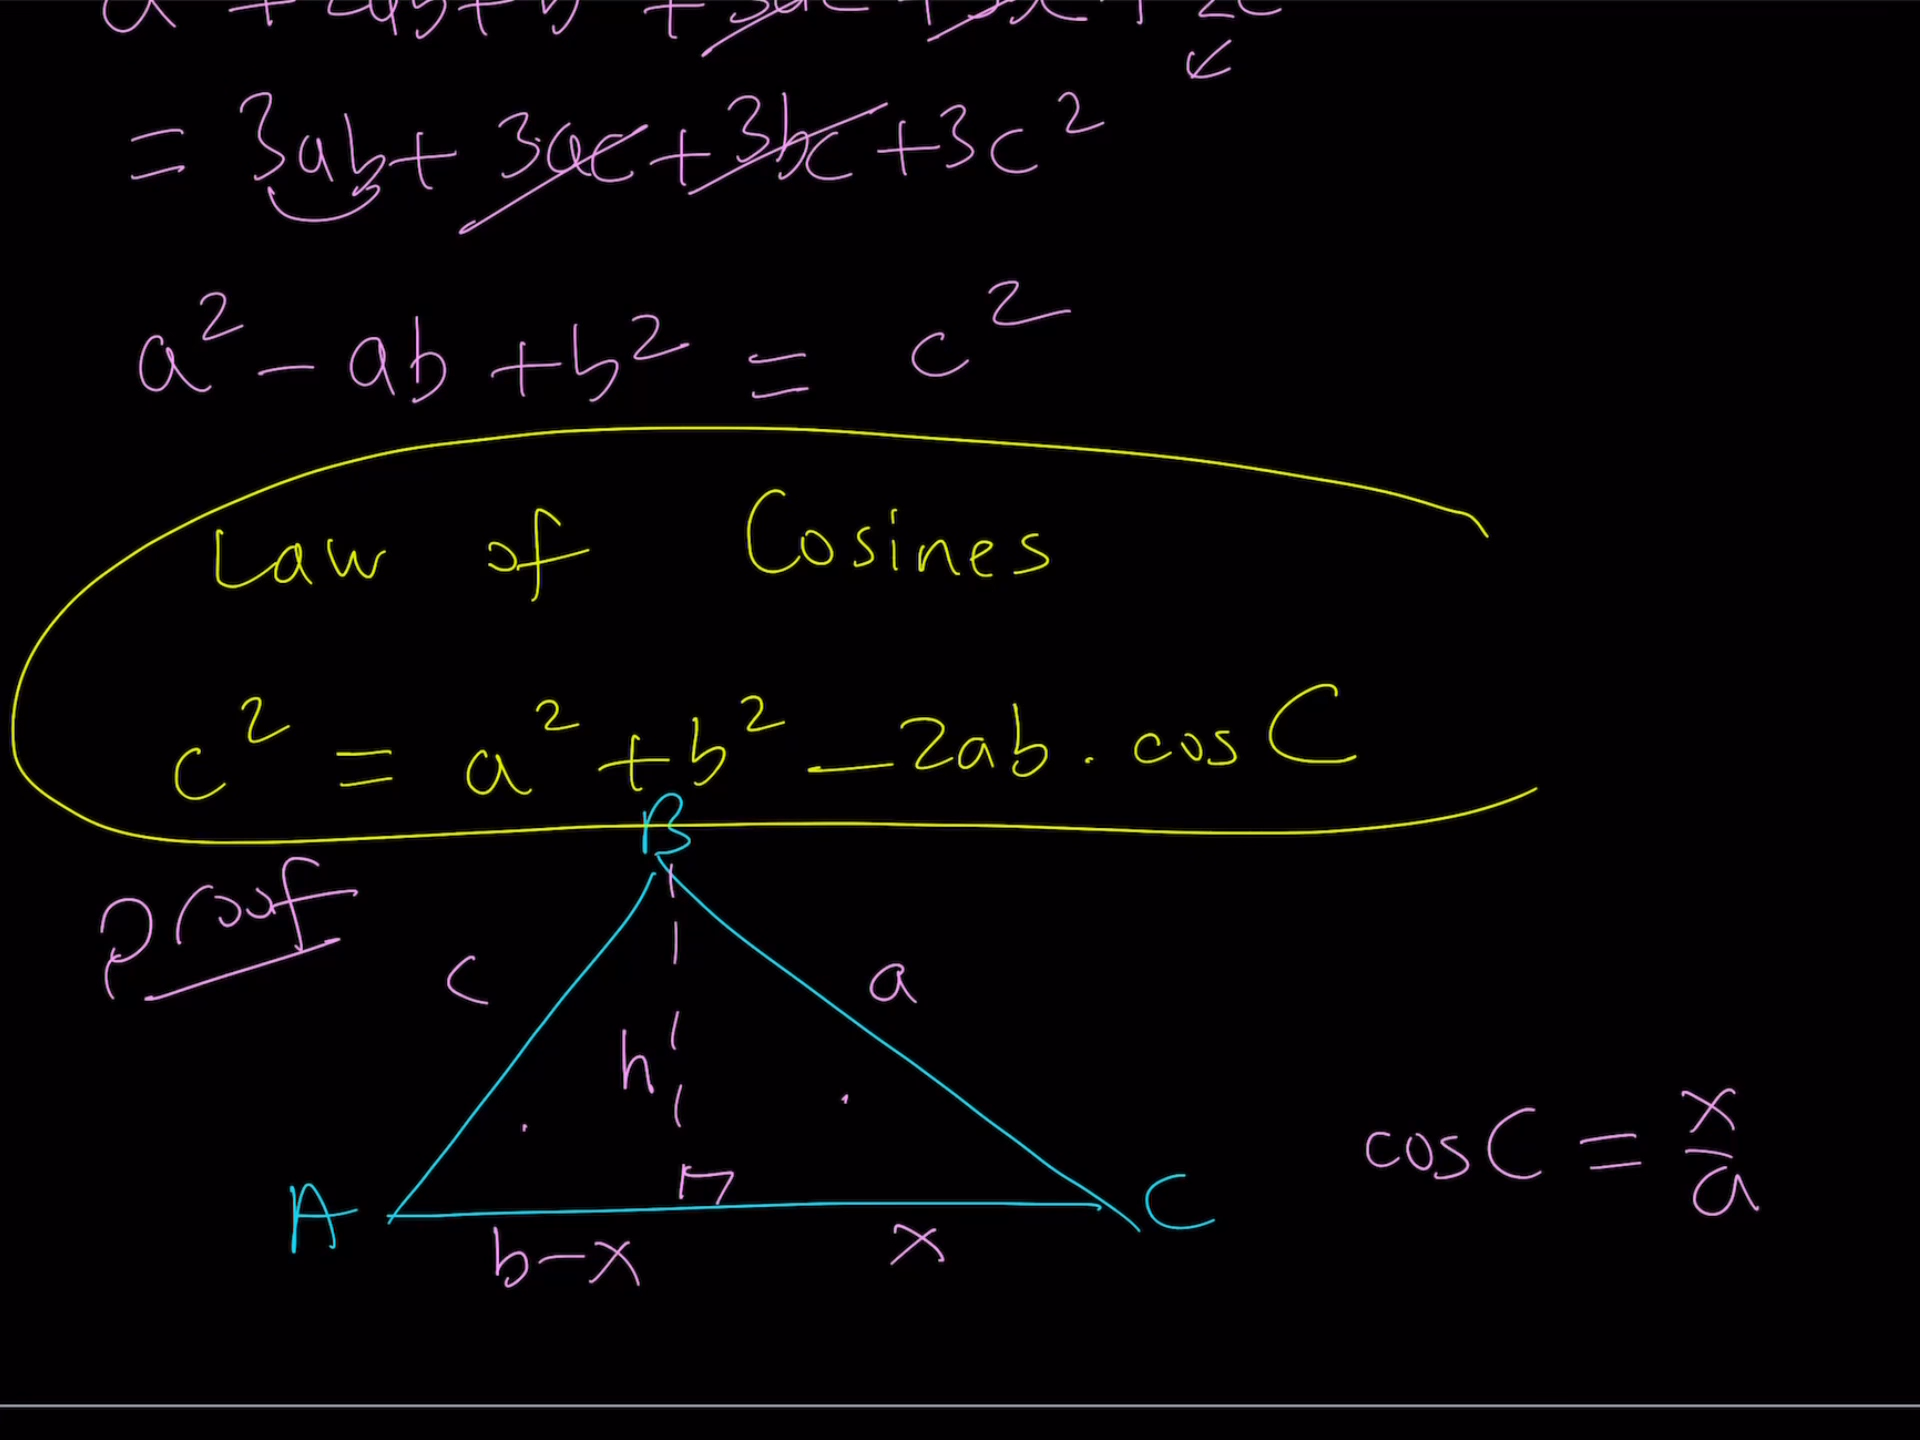 = 3ab + 3ac + 3bc + 3c²
a² - ab + b² = c²
Law of Cosines
c² = a² + b² - 2ab . cos C
B
Proof
c
a
h
cos C = x/a
A
C
b-x
x